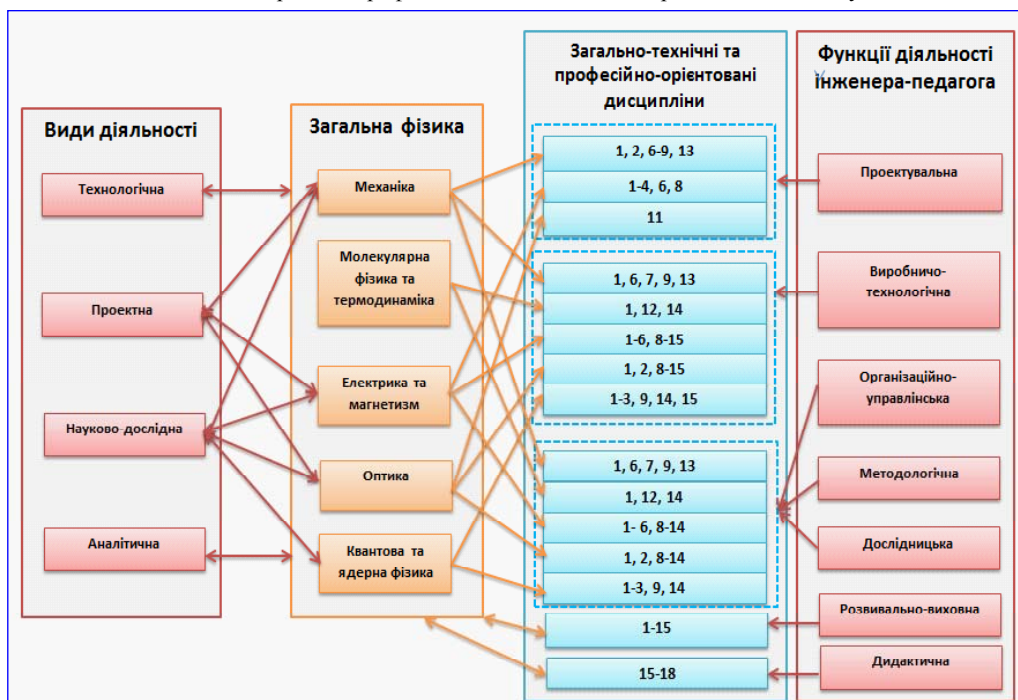 Види діяльності
Технологічна
Проектна
Науково-дослідна
Аналітична
Загальна фізика
Механіка
Молекулярна
фізика та
термодинаміка
Електрика та
магнетизм
Оптика
Квантова та
ядерна фізика
Загально-технічні та
професійно-орієнтовані
дисципліни
1, 2, 6-9, 13
1-4, 6, 8
11
1, 6, 7, 9, 13
1, 12, 14
1-6, 8-15
1, 2, 8-15
1-3, 9, 14, 15
1, 6, 7, 9, 13
1, 12, 14
1- 6, 8-14
1, 2, 8-14
1-3, 9, 14
1-15
15-18
Функції діяльності
інженера-педагога
Проектувальна
Виробничо-
технологічна
Організаційно-
управлінська
Методологічна
Дослідницька
Розвивально-виховна
Дидактична